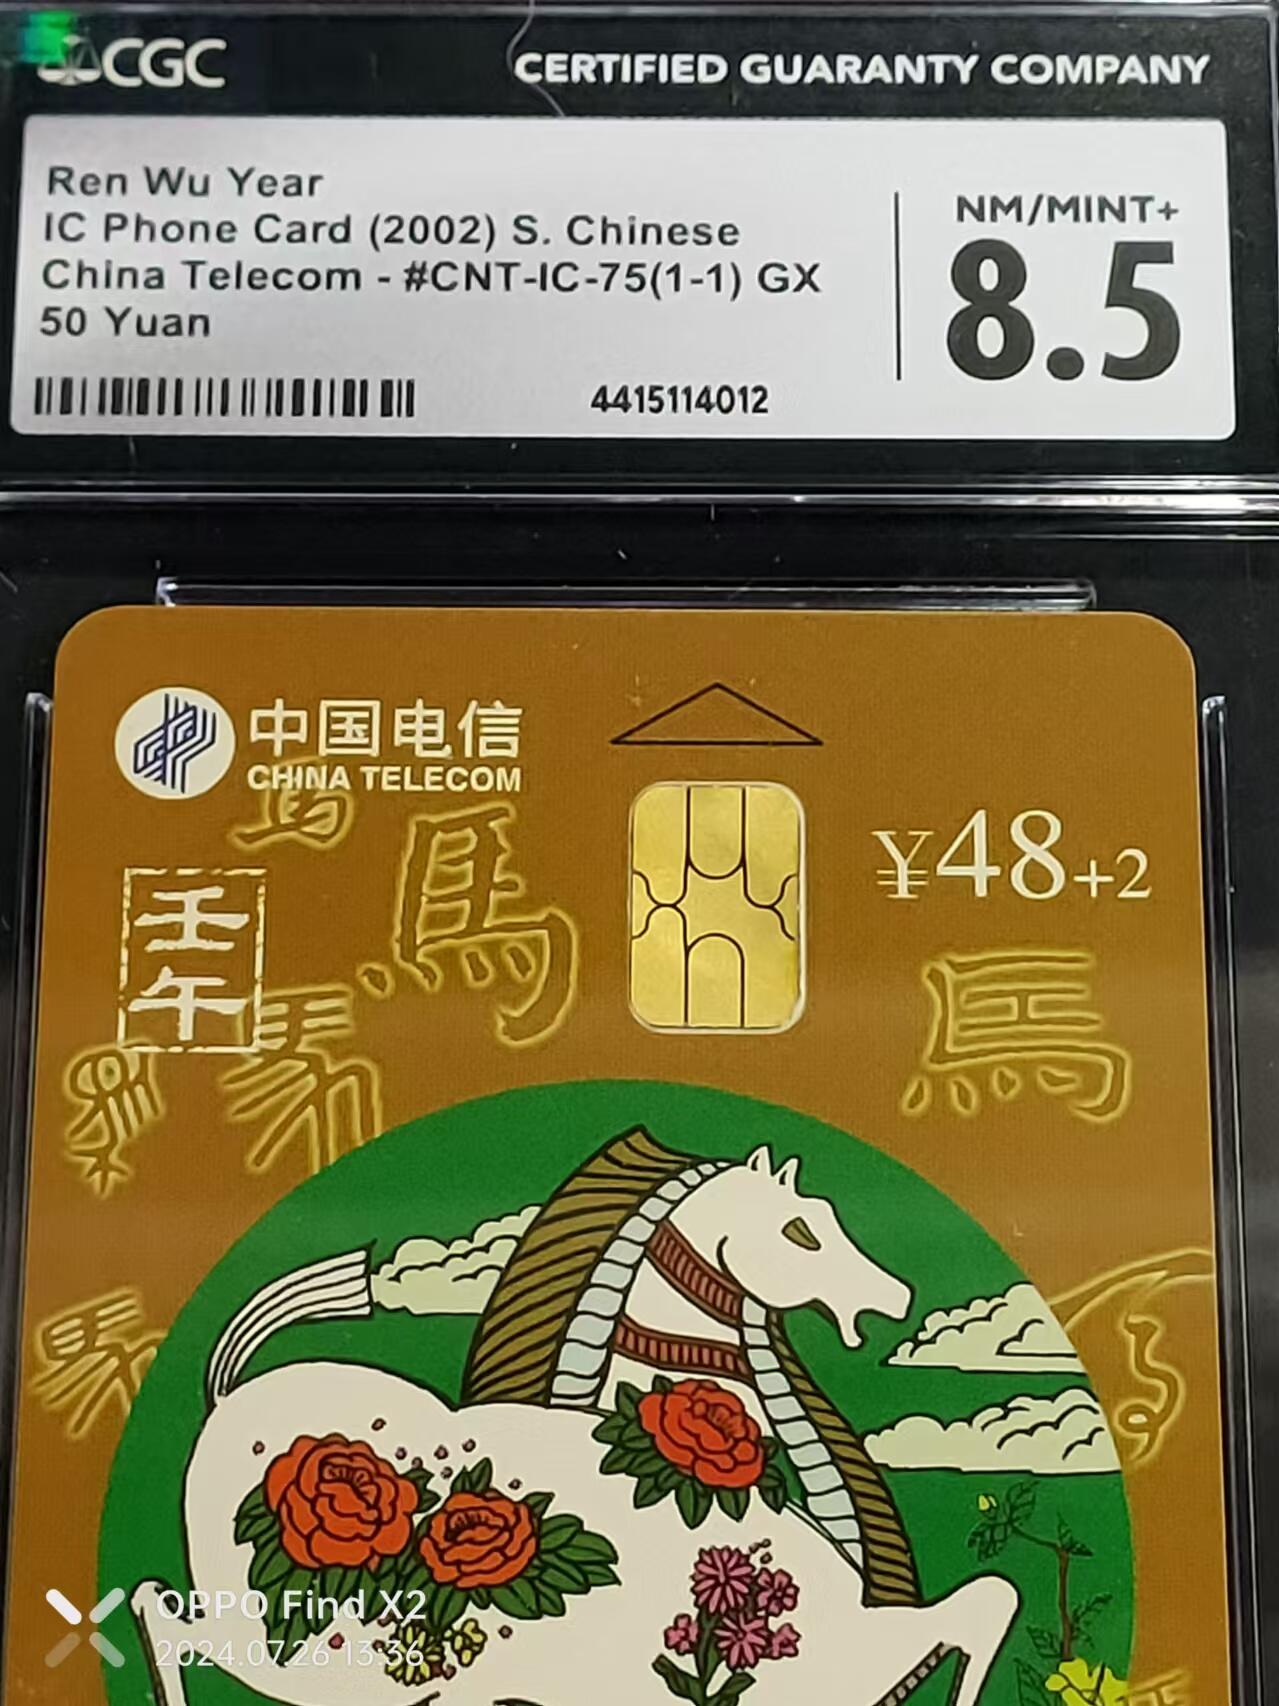 CGC
CERTIFIED GUARANTY COMPANY
Ren Wu Year
IC Phone Card (2002) S. Chinese
China Telecom - #CNT-IC-75(1-1) GX
50 Yuan
4415114012
NM/MINT+
8.5
中国电信
CHINA TELECOM
¥48+2
壬午
馬
馬
馬
OPPO Find X2
2024.07.26 13:36